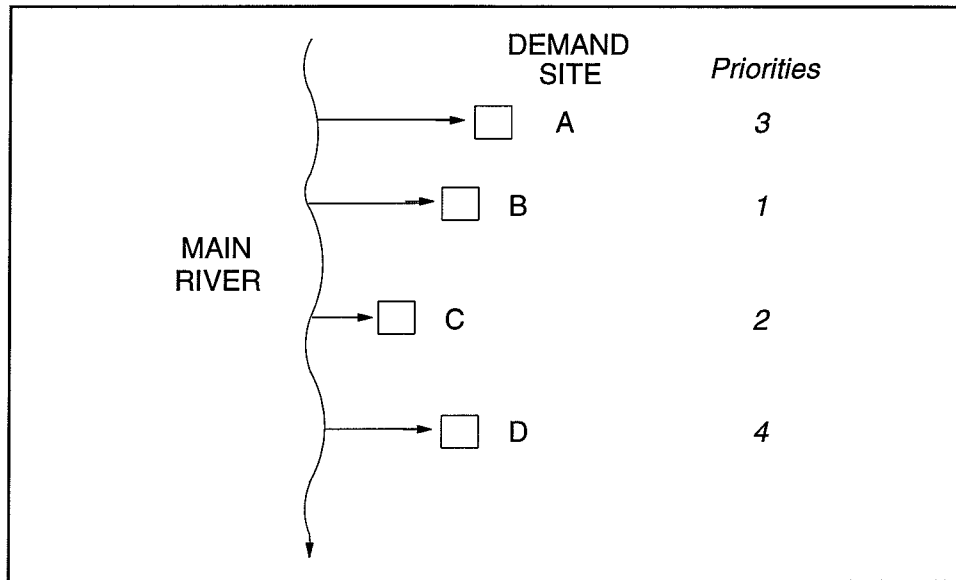 DEMAND
SITE
Priorities
A 3
B 1
MAIN
RIVER
C 2
D 4